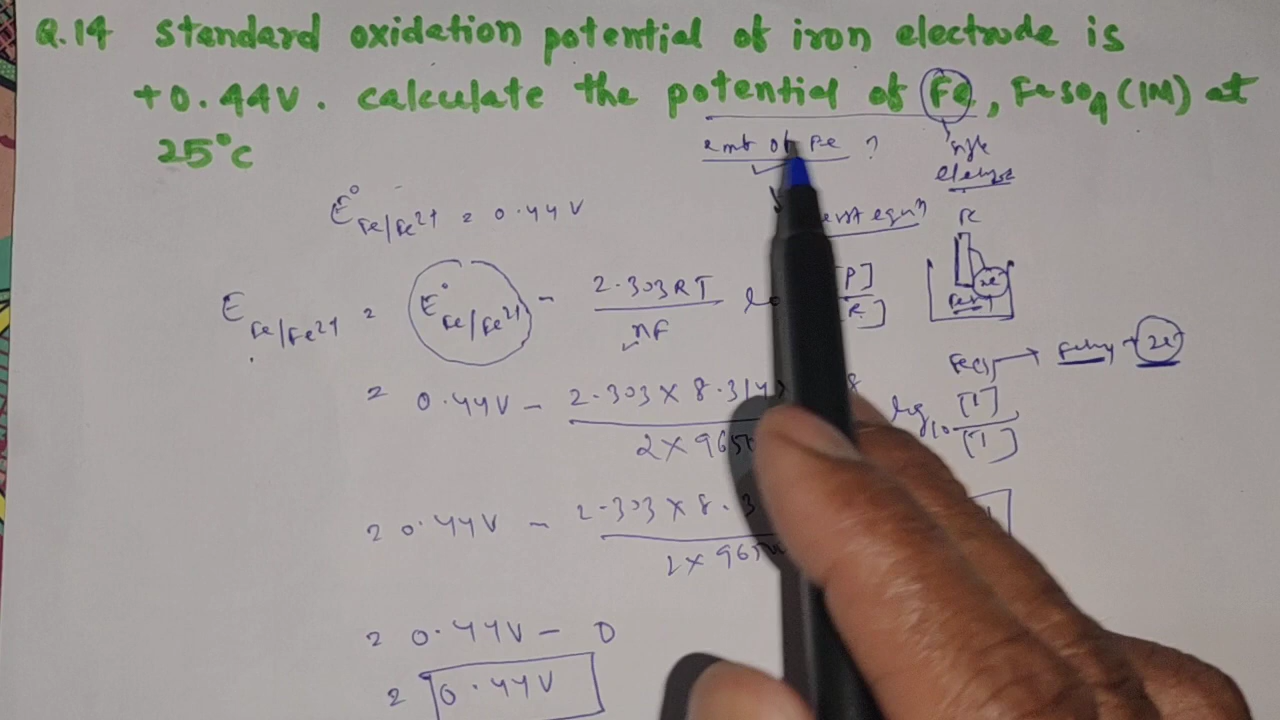 Q.14 Standard oxidation potential of iron electrode is
+0.44V. calculate the potential of Fe, FeSO4 (1M) at
25°C
emf of Fe ?
single
electrode
E°Fe/Fe2+ = 0.44 V
equn
Fe
E Fe/Fe2+ = E°Fe/Fe2+ - 2.303RT / nF [P] / [R]
Fe(s) → + 2e-
= 0.44V - 2.303 × 8.314 / 2 × 965 log10 [1] / [1]
= 0.44V - 2.303 × 8.3 / 2 × 965
= 0.44V - 0
= 0.44V